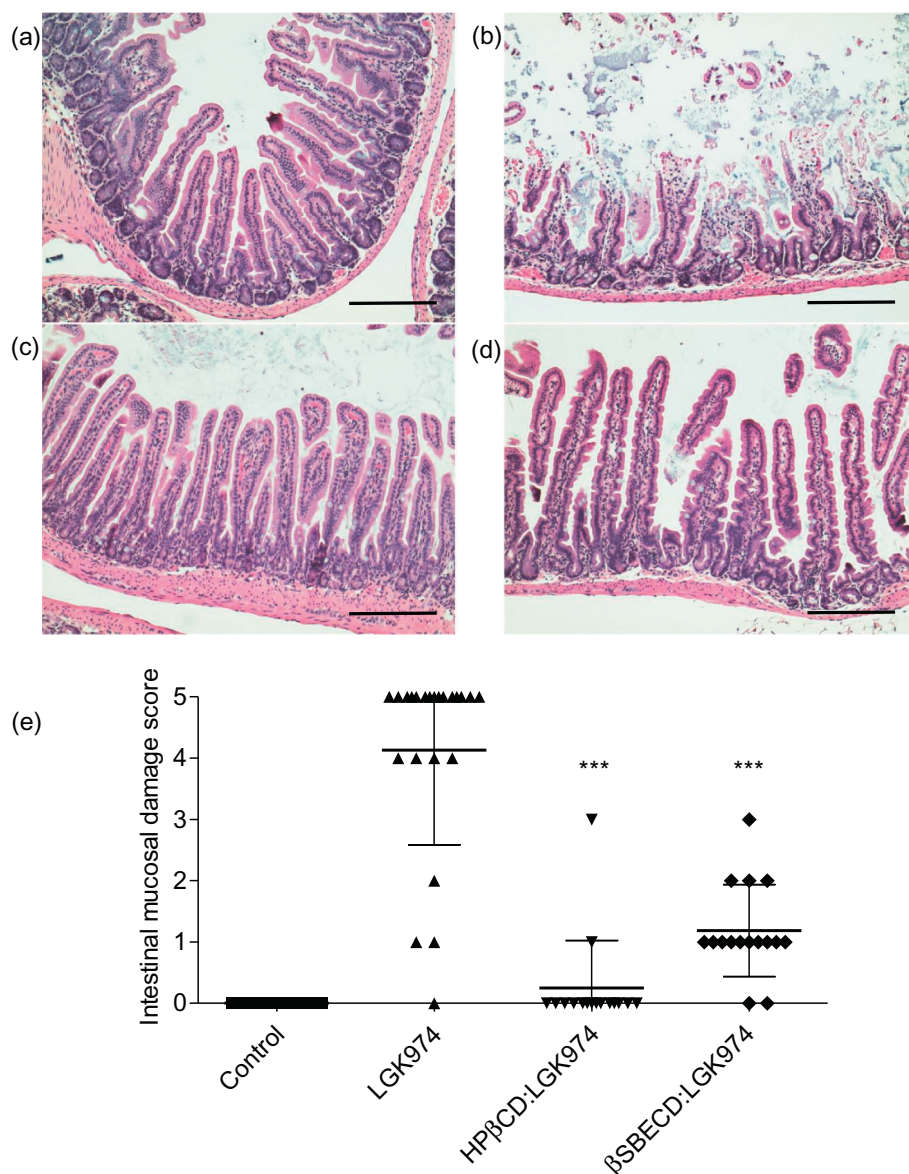 (a)
(b)
(c)
(d)
(e)
Intestinal mucosal damage score
5
4
3
2
1
0
***
***
Control
LGK974
HPβCD:LGK974
βSBECD:LGK974